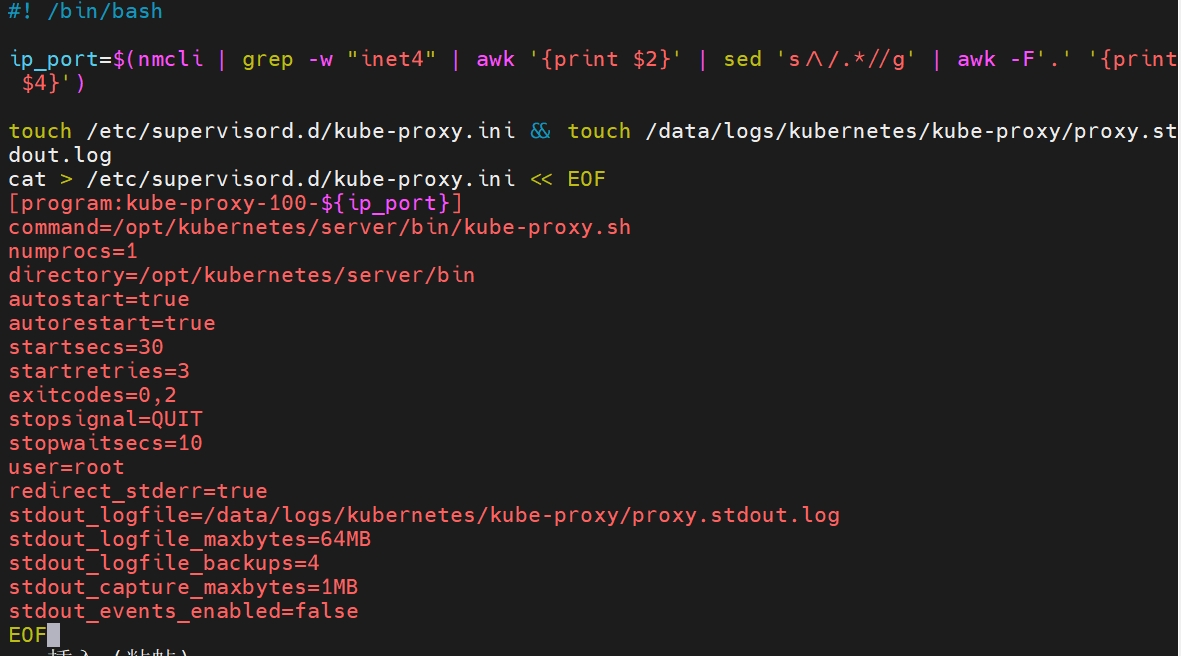 #! /bin/bash
ip_port=$(nmcli | grep -w "inet4" | awk '{print $2}' | sed 's/\/.*//g' | awk -F'.' '{print
$4}')
touch /etc/supervisord.d/kube-proxy.ini && touch /data/logs/kubernetes/kube-proxy/proxy.st
dout.log
cat > /etc/supervisord.d/kube-proxy.ini << EOF
[program:kube-proxy-100-${ip_port}]
command=/opt/kubernetes/server/bin/kube-proxy.sh
numprocs=1
directory=/opt/kubernetes/server/bin
autostart=true
autorestart=true
startsecs=30
startretries=3
exitcodes=0,2
stopsignal=QUIT
stopwaitsecs=10
user=root
redirect_stderr=true
stdout_logfile=/data/logs/kubernetes/kube-proxy/proxy.stdout.log
stdout_logfile_maxbytes=64MB
stdout_logfile_backups=4
stdout_capture_maxbytes=1MB
stdout_events_enabled=false
EOF